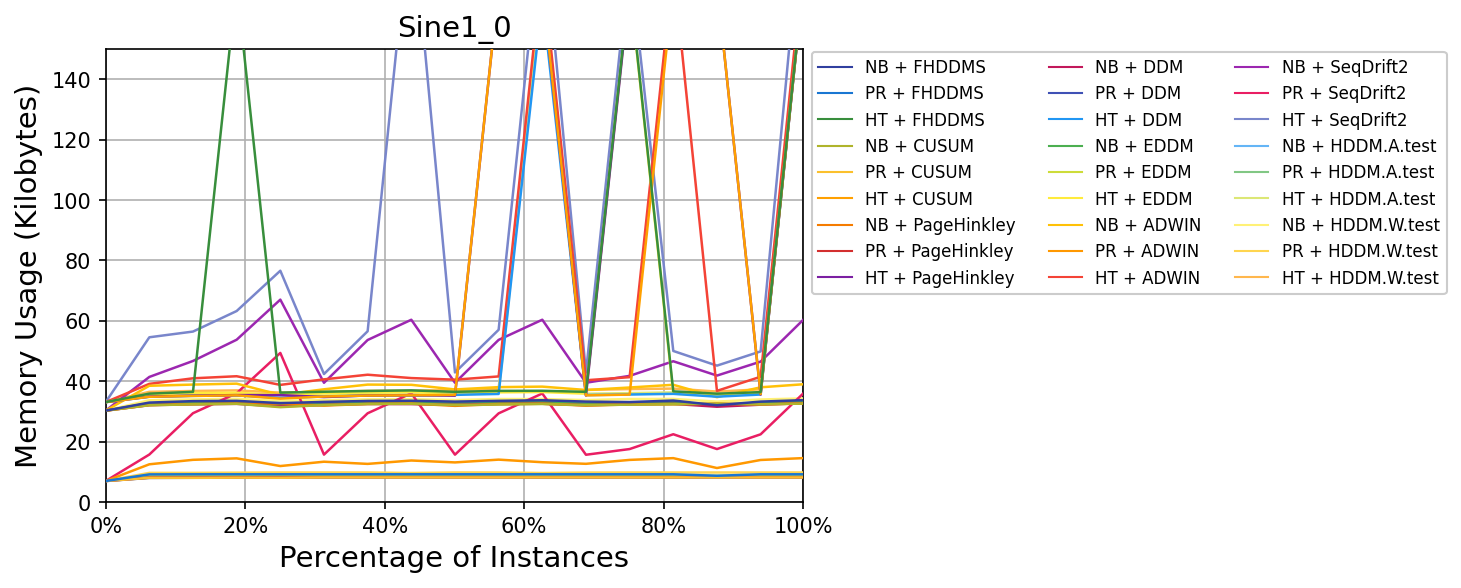 Sine1_0
Memory Usage (Kilobytes)
140
120
100
80
60
40
20
0
0% 20% 40% 60% 80% 100%
Percentage of Instances
NB + FHDDMS
PR + FHDDMS
HT + FHDDMS
NB + CUSUM
PR + CUSUM
HT + CUSUM
NB + PageHinkley
PR + PageHinkley
HT + PageHinkley
NB + DDM
PR + DDM
HT + DDM
NB + EDDM
PR + EDDM
HT + EDDM
NB + ADWIN
PR + ADWIN
HT + ADWIN
NB + SeqDrift2
PR + SeqDrift2
HT + SeqDrift2
NB + HDDM.A.test
PR + HDDM.A.test
HT + HDDM.A.test
NB + HDDM.W.test
PR + HDDM.W.test
HT + HDDM.W.test